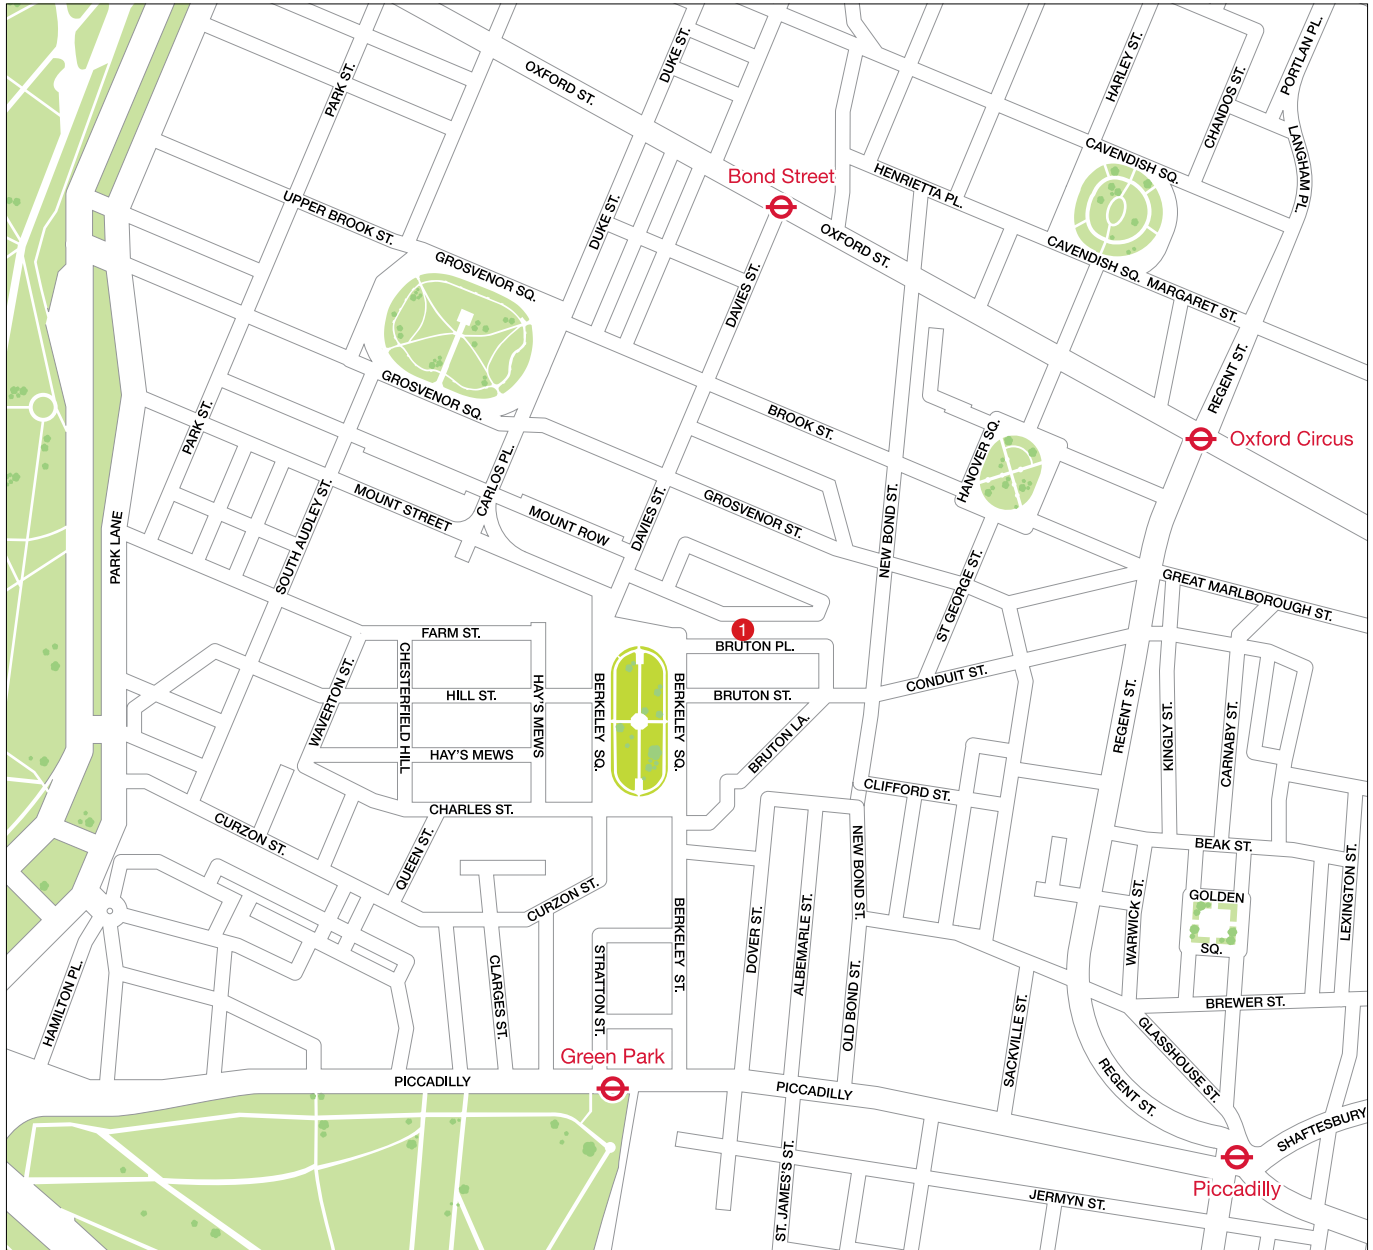 OXFORD ST.
DUKE ST.
PARK ST.
HARLEY ST.
CHANDOS ST.
PORTLAN PL.
LANGHAM PL.
CAVENDISH SQ.
Bond Street
HENRIETTA PL.
UPPER BROOK ST.
DUKE ST.
OXFORD ST.
GROSVENOR SQ.
CAVENDISH SQ.
MARGARET ST.
DAVIES ST.
REGENT ST.
GROSVENOR SQ.
BROOK ST.
PARK ST.
HANOVER SQ.
Oxford Circus
CARLOS PL.
MOUNT STREET
MOUNT ROW
DAVIES ST.
GROSVENOR ST.
NEW BOND ST.
SOUTH AUDLEY ST.
PARK LANE
ST GEORGE ST.
GREAT MARLBOROUGH ST.
1
FARM ST.
BRUTON PL.
CHESTERFIELD HILL
WAVERTON ST.
HILL ST.
HAY'S MEWS
BERKELEY SQ.
BERKELEY SQ.
BRUTON ST.
CONDUIT ST.
REGENT ST.
KINGLY ST.
CARNABY ST.
HAY'S MEWS
BRUTON LA.
CLIFFORD ST.
CHARLES ST.
CURZON ST.
QUEEN ST.
NEW BOND ST.
BEAK ST.
LEXINGTON ST.
CURZON ST.
BERKELEY ST.
DOVER ST.
ALBEMARLE ST.
WARWICK ST.
GOLDEN
SQ.
HAMILTON PL.
CLARGES ST.
STRATTON ST.
OLD BOND ST.
SACKVILLE ST.
BREWER ST.
GLASSHOUSE ST.
REGENT ST.
Green Park
PICCADILLY
PICCADILLY
SHAFTESBURY
ST. JAMES'S ST.
JERMYN ST.
Piccadilly